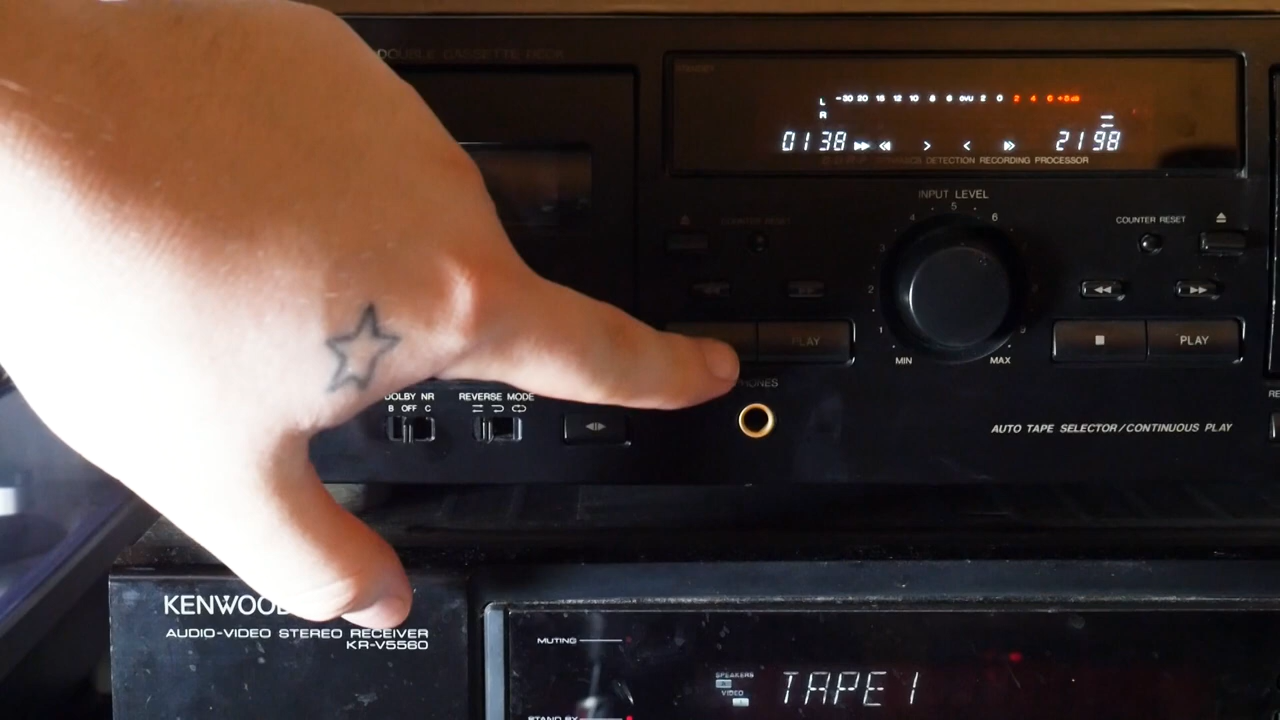 DOUBLE CASSETTE DECK
L -30 20 16 12 10 8 6 0VU 2 0 2 4 6 +8dB
R
0138 2198
DETECTION RECORDING PROCESSOR
INPUT LEVEL
4 5 6
COUNTER RESET
COUNTER RESET
3
2
1
PLAY
PLAY
MIN MAX
PHONES
DOLBY NR
B OFF C
REVERSE MODE
AUTO TAPE SELECTOR/CONTINUOUS PLAY
KENWOOD
AUDIO-VIDEO STEREO RECEIVER
KR-V5560
MUTING
SPEAKERS
VIDEO
TAPE 1
STAND BY